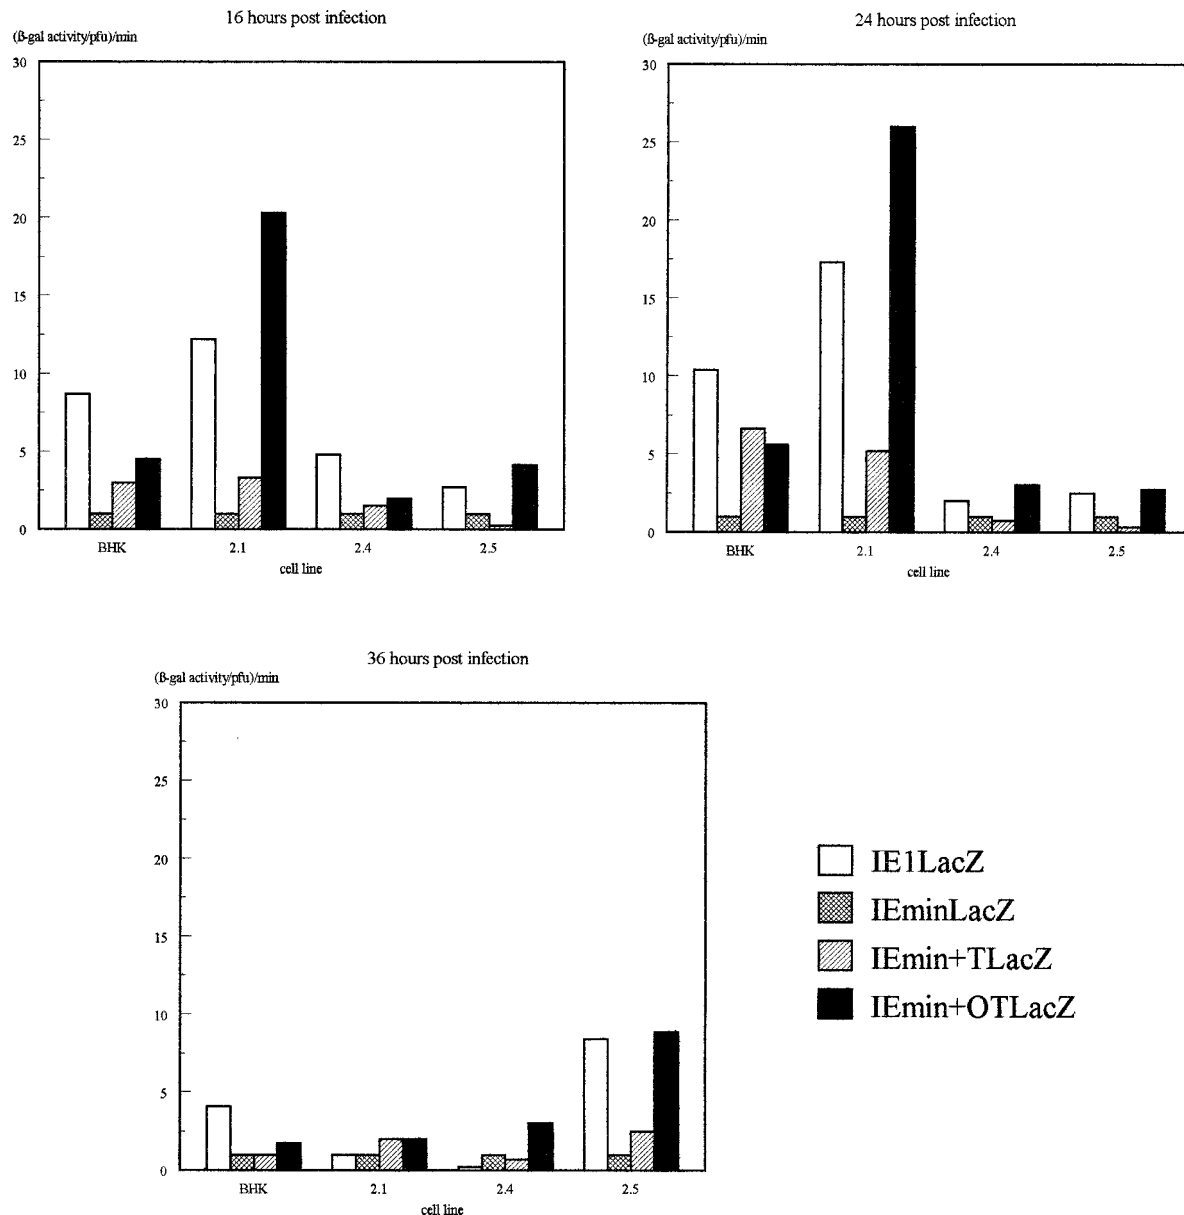 16 hours post infection
(ß-gal activity/pfu)/min
30
25
20
15
10
5
0
BHK 2.1 2.4 2.5
cell line
24 hours post infection
(ß-gal activity/pfu)/min
30
25
20
15
10
5
0
BHK 2.1 2.4 2.5
cell line
36 hours post infection
(ß-gal activity/pfu)/min
30
25
20
15
10
5
0
BHK 2.1 2.4 2.5
cell line
IE1LacZ
IEminLacZ
IEmin+TLacZ
IEmin+OTLacZ